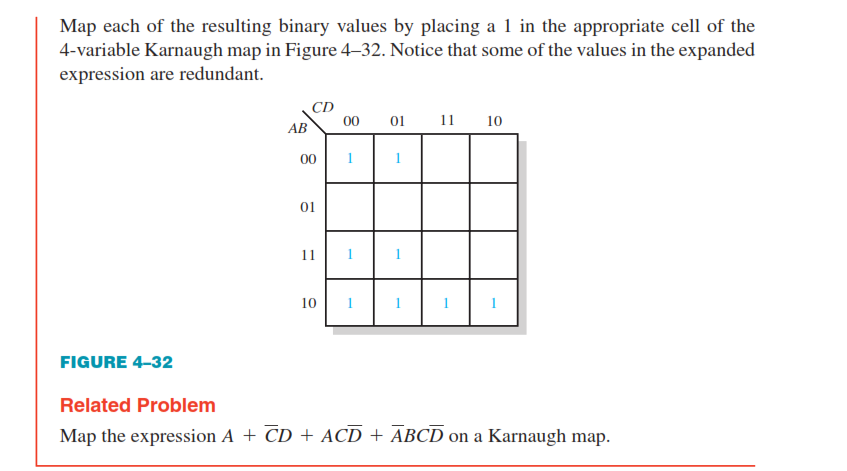 Map each of the resulting binary values by placing a 1 in the appropriate cell of the
4-variable Karnaugh map in Figure 4–32. Notice that some of the values in the expanded
expression are redundant.
CD
AB 00 01 11 10
00 1 1
01
11 1 1
10 1 1 1 1
FIGURE 4–32
Related Problem
Map the expression A + C̅D + ACD̅ + A̅BCD̅ on a Karnaugh map.